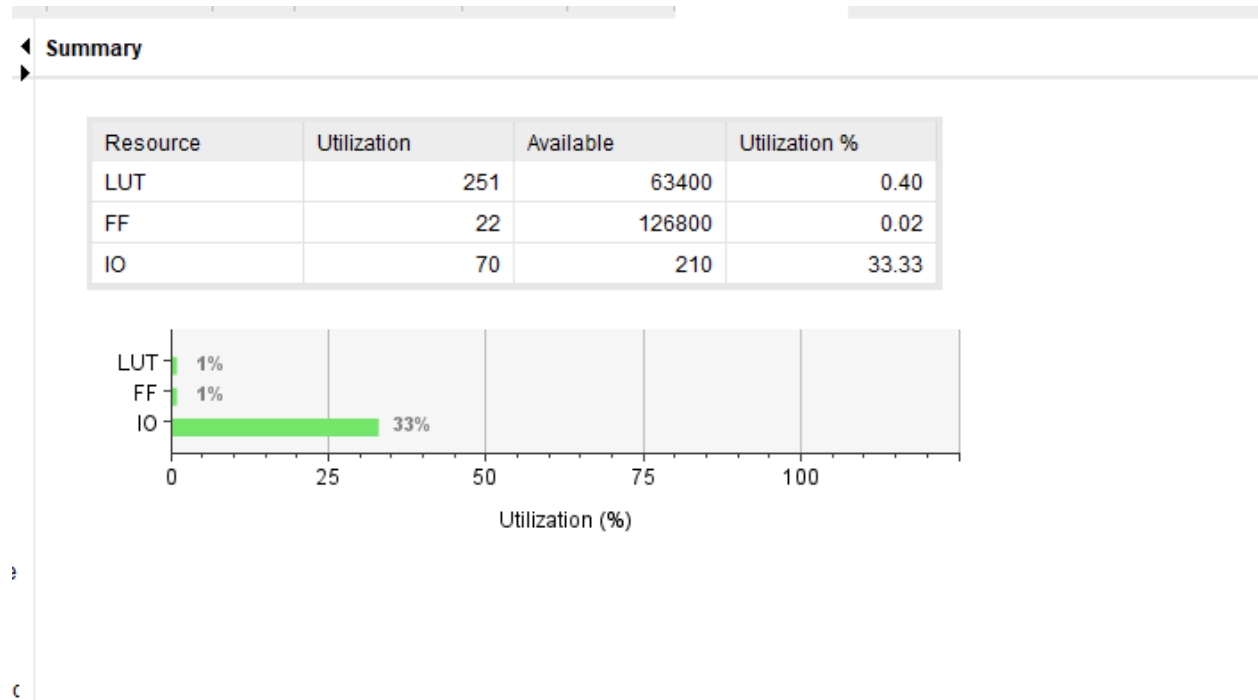 Summary
Resource Utilization Available Utilization %
LUT 251 63400 0.40
FF 22 126800 0.02
IO 70 210 33.33
LUT 1%
FF 1%
IO 33%
0 25 50 75 100
Utilization (%)